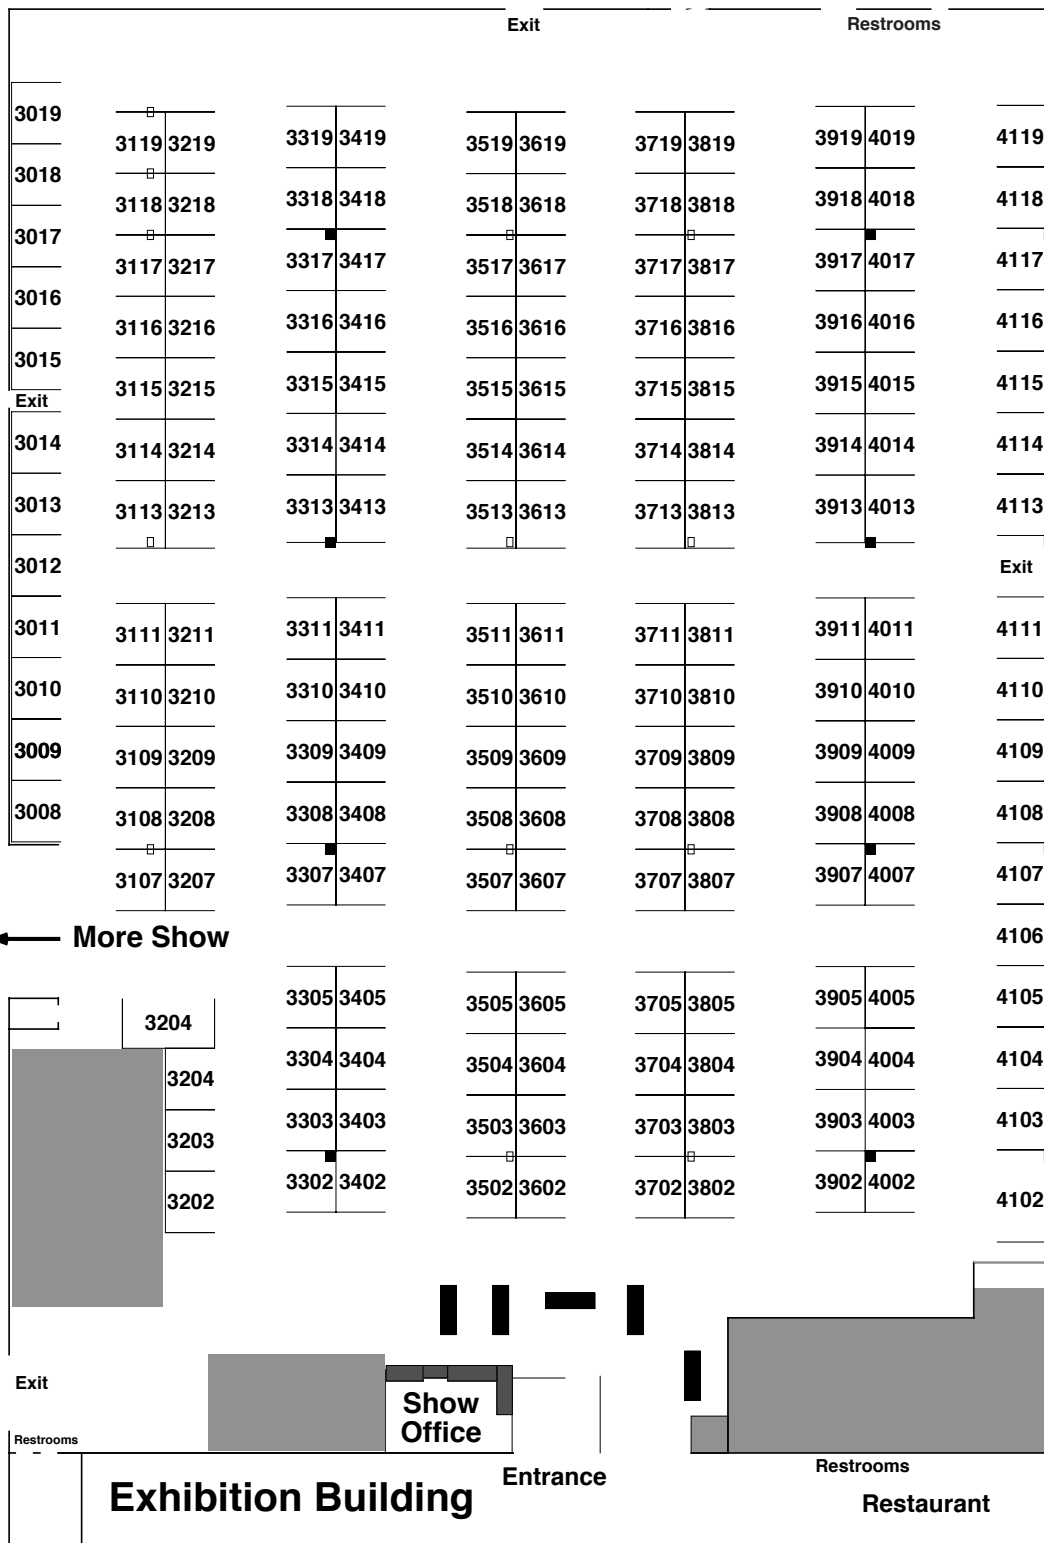 Exit Restrooms
3019
3119 3219 3319 3419 3519 3619 3719 3819 3919 4019 4119
3018
3118 3218 3318 3418 3518 3618 3718 3818 3918 4018 4118
3017
3117 3217 3317 3417 3517 3617 3717 3817 3917 4017 4117
3016
3116 3216 3316 3416 3516 3616 3716 3816 3916 4016 4116
3015
3115 3215 3315 3415 3515 3615 3715 3815 3915 4015 4115
Exit
3014
3114 3214 3314 3414 3514 3614 3714 3814 3914 4014 4114
3013
3113 3213 3313 3413 3513 3613 3713 3813 3913 4013 4113
3012 Exit
3011
3111 3211 3311 3411 3511 3611 3711 3811 3911 4011 4111
3010
3110 3210 3310 3410 3510 3610 3710 3810 3910 4010 4110
3009
3109 3209 3309 3409 3509 3609 3709 3809 3909 4009 4109
3008
3108 3208 3308 3408 3508 3608 3708 3808 3908 4008 4108
3107 3207 3307 3407 3507 3607 3707 3807 3907 4007 4107
More Show 4106
3305 3405 3505 3605 3705 3805 3905 4005 4105
3204
3204 3304 3404 3504 3604 3704 3804 3904 4004 4104
3203 3303 3403 3503 3603 3703 3803 3903 4003 4103
3202 3302 3402 3502 3602 3702 3802 3902 4002 4102
Exit
Show
Office
Restrooms
Entrance
Restrooms
Exhibition Building
Restaurant